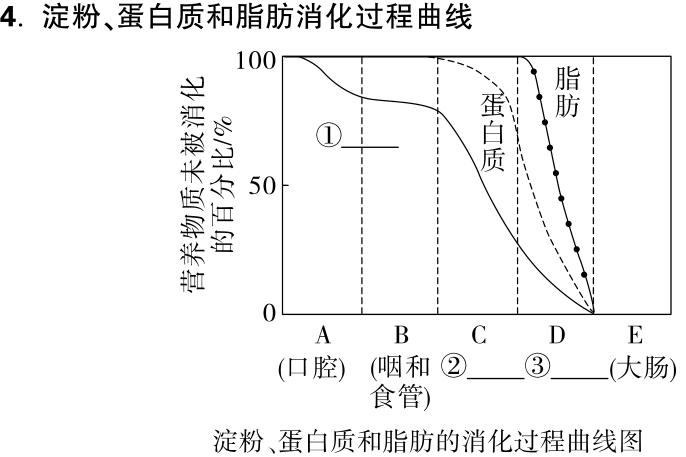 4. 淀粉、蛋白质和脂肪消化过程曲线
营养物质未被消化
的百分比/%
100
50
0
①____
蛋白质
脂肪
A B C D E
(口腔) (咽和 ②____ ③____ (大肠)
食管)
淀粉、蛋白质和脂肪的消化过程曲线图